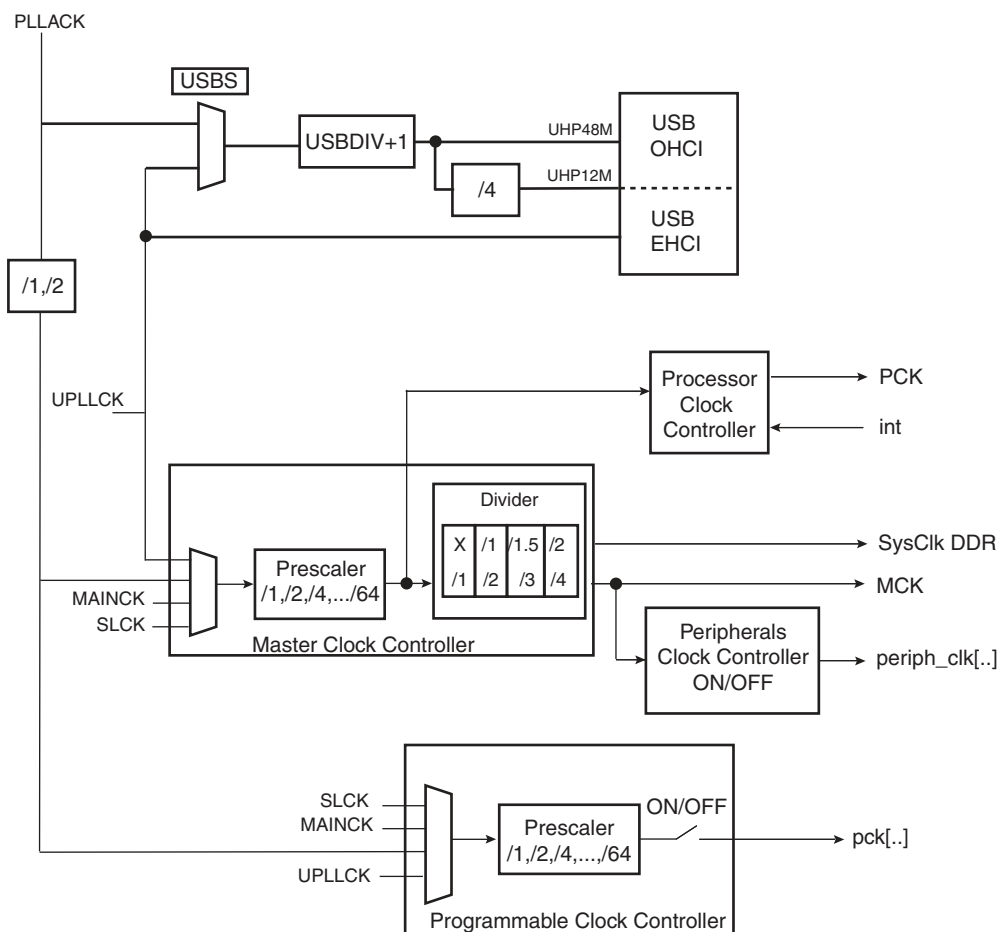 PLLACK
USBS
USBDIV+1
UHP48M
USB
OHCI
/4
UHP12M
USB
EHCI
/1,/2
UPLLCK
Processor
Clock
Controller
PCK
int
Divider
X /1 /1.5 /2
/1 /2 /3 /4
Prescaler
/1,/2,/4,.../64
SysClk DDR
MCK
MAINCK
SLCK
Master Clock Controller
Peripherals
Clock Controller
ON/OFF
periph_clk[..]
SLCK
MAINCK
UPLLCK
Prescaler
/1,/2,/4,...,/64
ON/OFF
pck[..]
Programmable Clock Controller